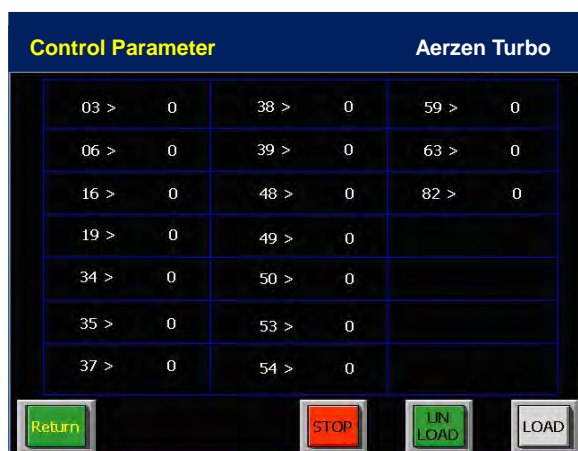 Control Parameter Aerzen Turbo
03 > 0 38 > 0 59 > 0
06 > 0 39 > 0 63 > 0
16 > 0 48 > 0 82 > 0
19 > 0 49 > 0
34 > 0 50 > 0
35 > 0 53 > 0
37 > 0 54 > 0
Return STOP UN LOAD LOAD